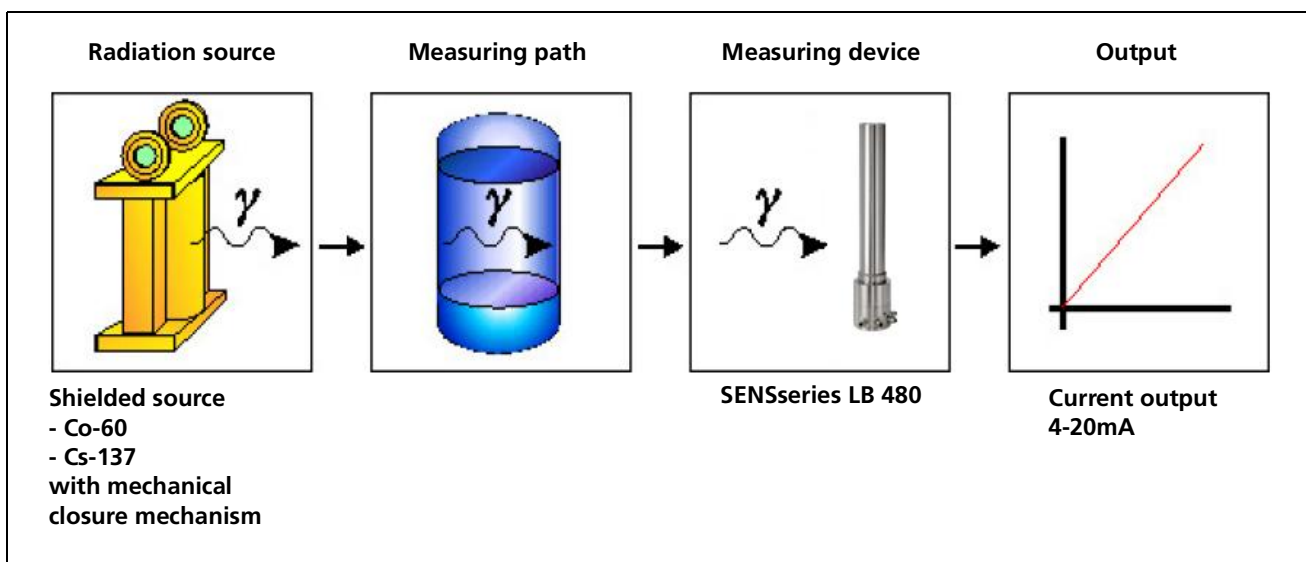 Radiation source
Measuring path
Measuring device
Output
γ
γ
γ
Shielded source
- Co-60
- Cs-137
with mechanical
closure mechanism
SENSseries LB 480
Current output
4-20mA